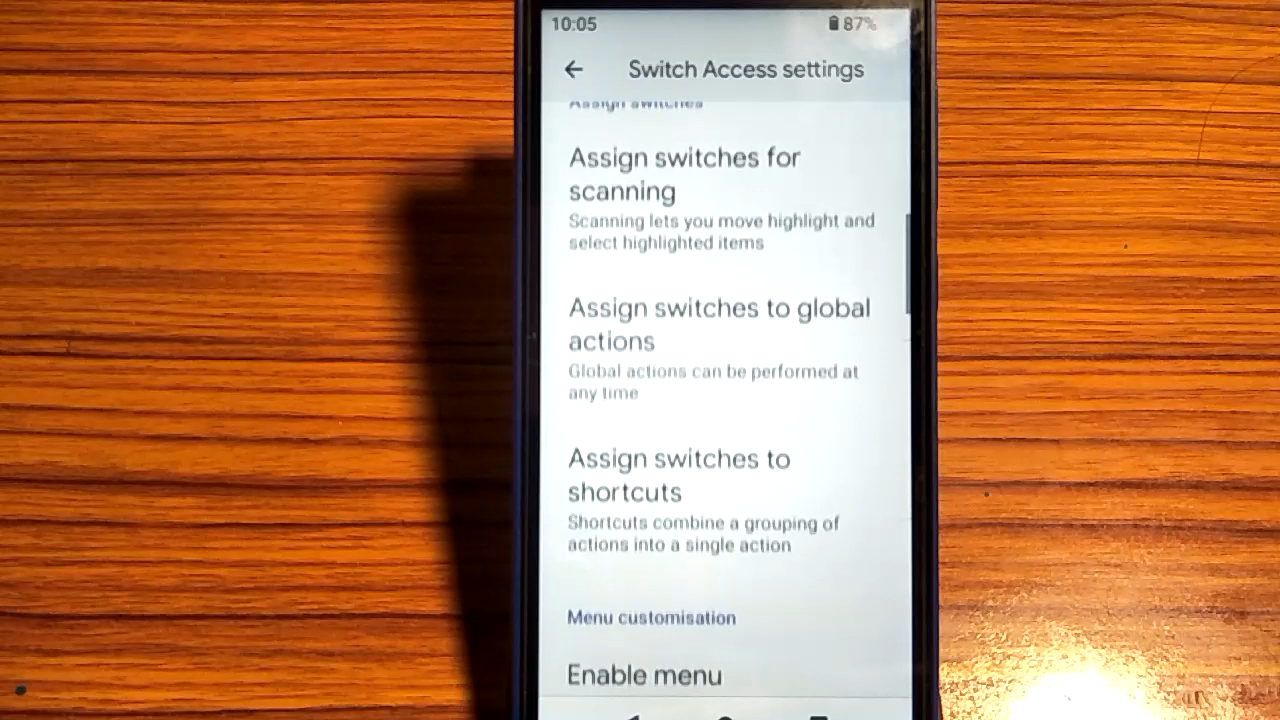 10:05 87%
Switch Access settings
Assign switches
Assign switches for
scanning
Scanning lets you move highlight and
select highlighted items
Assign switches to global
actions
Global actions can be performed at
any time
Assign switches to
shortcuts
Shortcuts combine a grouping of
actions into a single action
Menu customisation
Enable menu